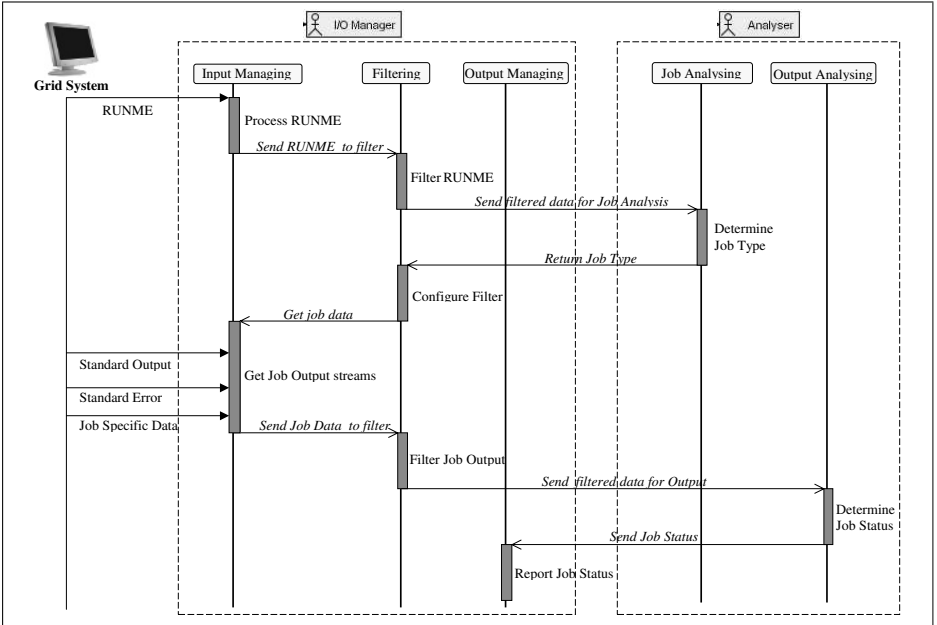 I/O Manager
Analyser
Grid System
Input Managing
Filtering
Output Managing
Job Analysing
Output Analysing
RUNME
Process RUNME
Send RUNME to filter
Filter RUNME
Send filtered data for Job Analysis
Determine
Job Type
Return Job Type
Configure Filter
Get job data
Standard Output
Get Job Output streams
Standard Error
Job Specific Data
Send Job Data to filter
Filter Job Output
Send filtered data for Output
Determine
Job Status
Send Job Status
Report Job Status